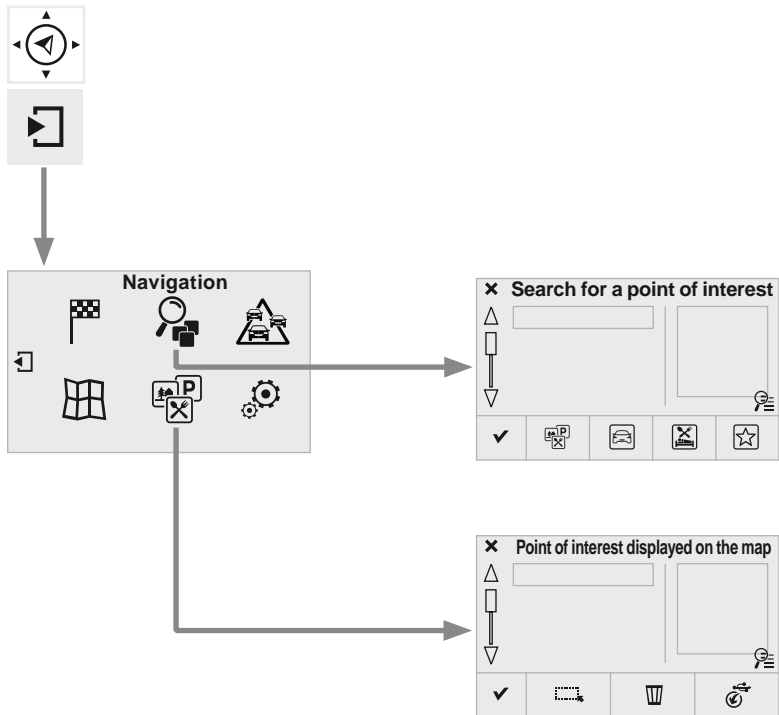 Navigation
P
Search for a point of interest
P
Point of interest displayed on the map